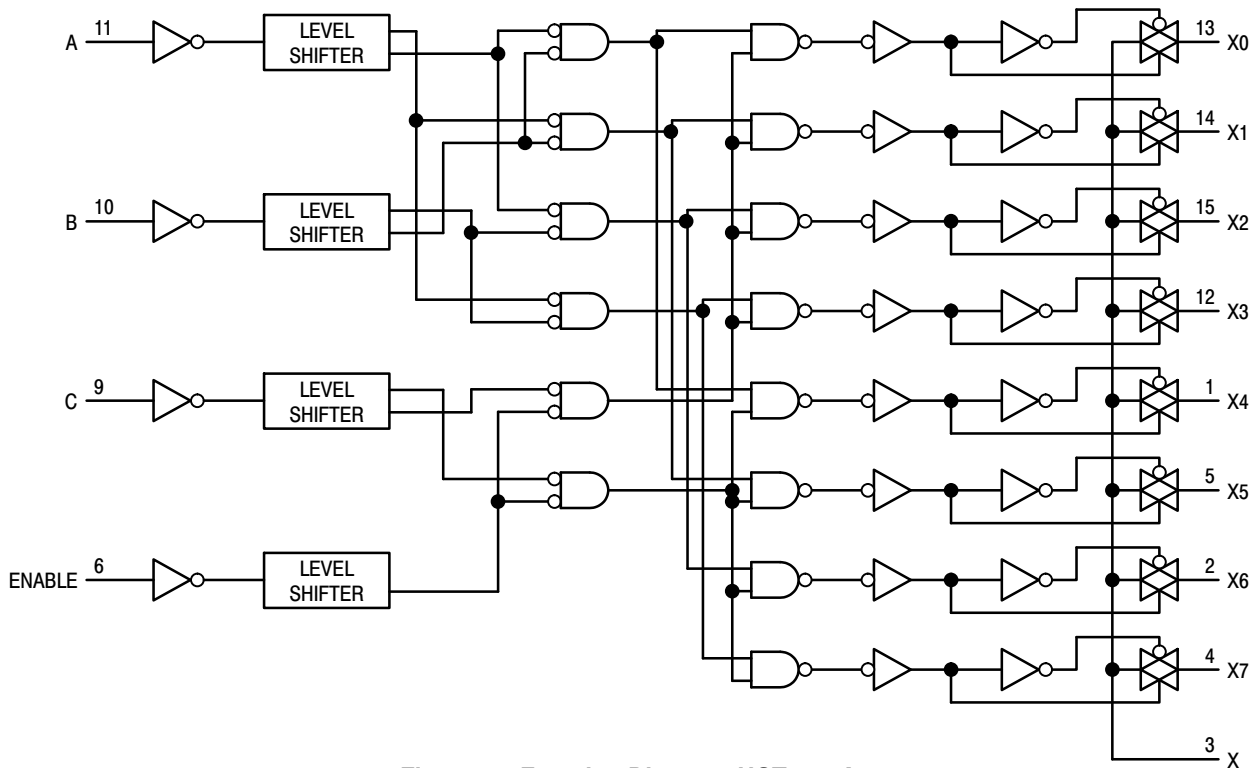 A 11
LEVEL
SHIFTER
13 X0
14 X1
B 10
LEVEL
SHIFTER
15 X2
12 X3
C 9
LEVEL
SHIFTER
1 X4
5 X5
ENABLE 6
LEVEL
SHIFTER
2 X6
4 X7
3 X